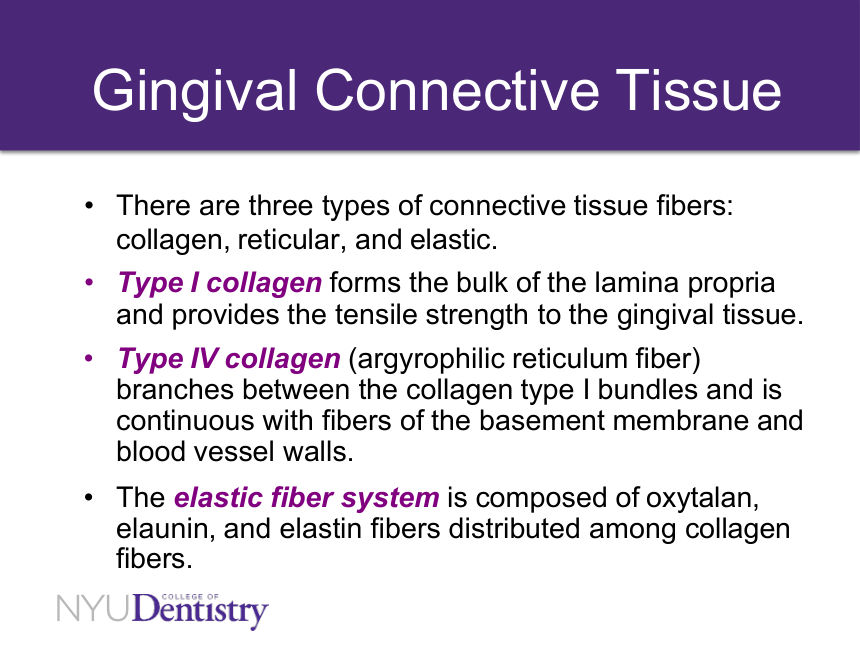 Gingival Connective Tissue
• There are three types of connective tissue fibers:
collagen, reticular, and elastic.
• Type I collagen forms the bulk of the lamina propria
and provides the tensile strength to the gingival tissue.
• Type IV collagen (argyrophilic reticulum fiber)
branches between the collagen type I bundles and is
continuous with fibers of the basement membrane and
blood vessel walls.
• The elastic fiber system is composed of oxytalan,
elaunin, and elastin fibers distributed among collagen
fibers.
COLLEGE OF
NYU Dentistry